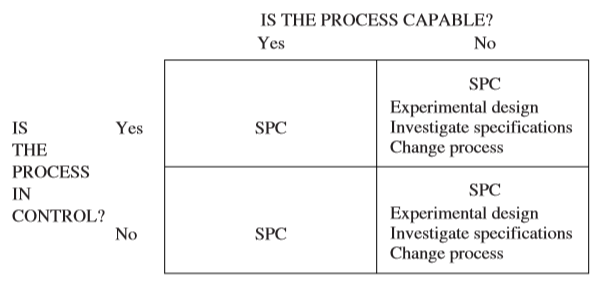 IS THE PROCESS CAPABLE?
Yes No
SPC
Experimental design
IS Yes SPC Investigate specifications
THE Change process
PROCESS
IN SPC
CONTROL? Experimental design
No SPC Investigate specifications
Change process